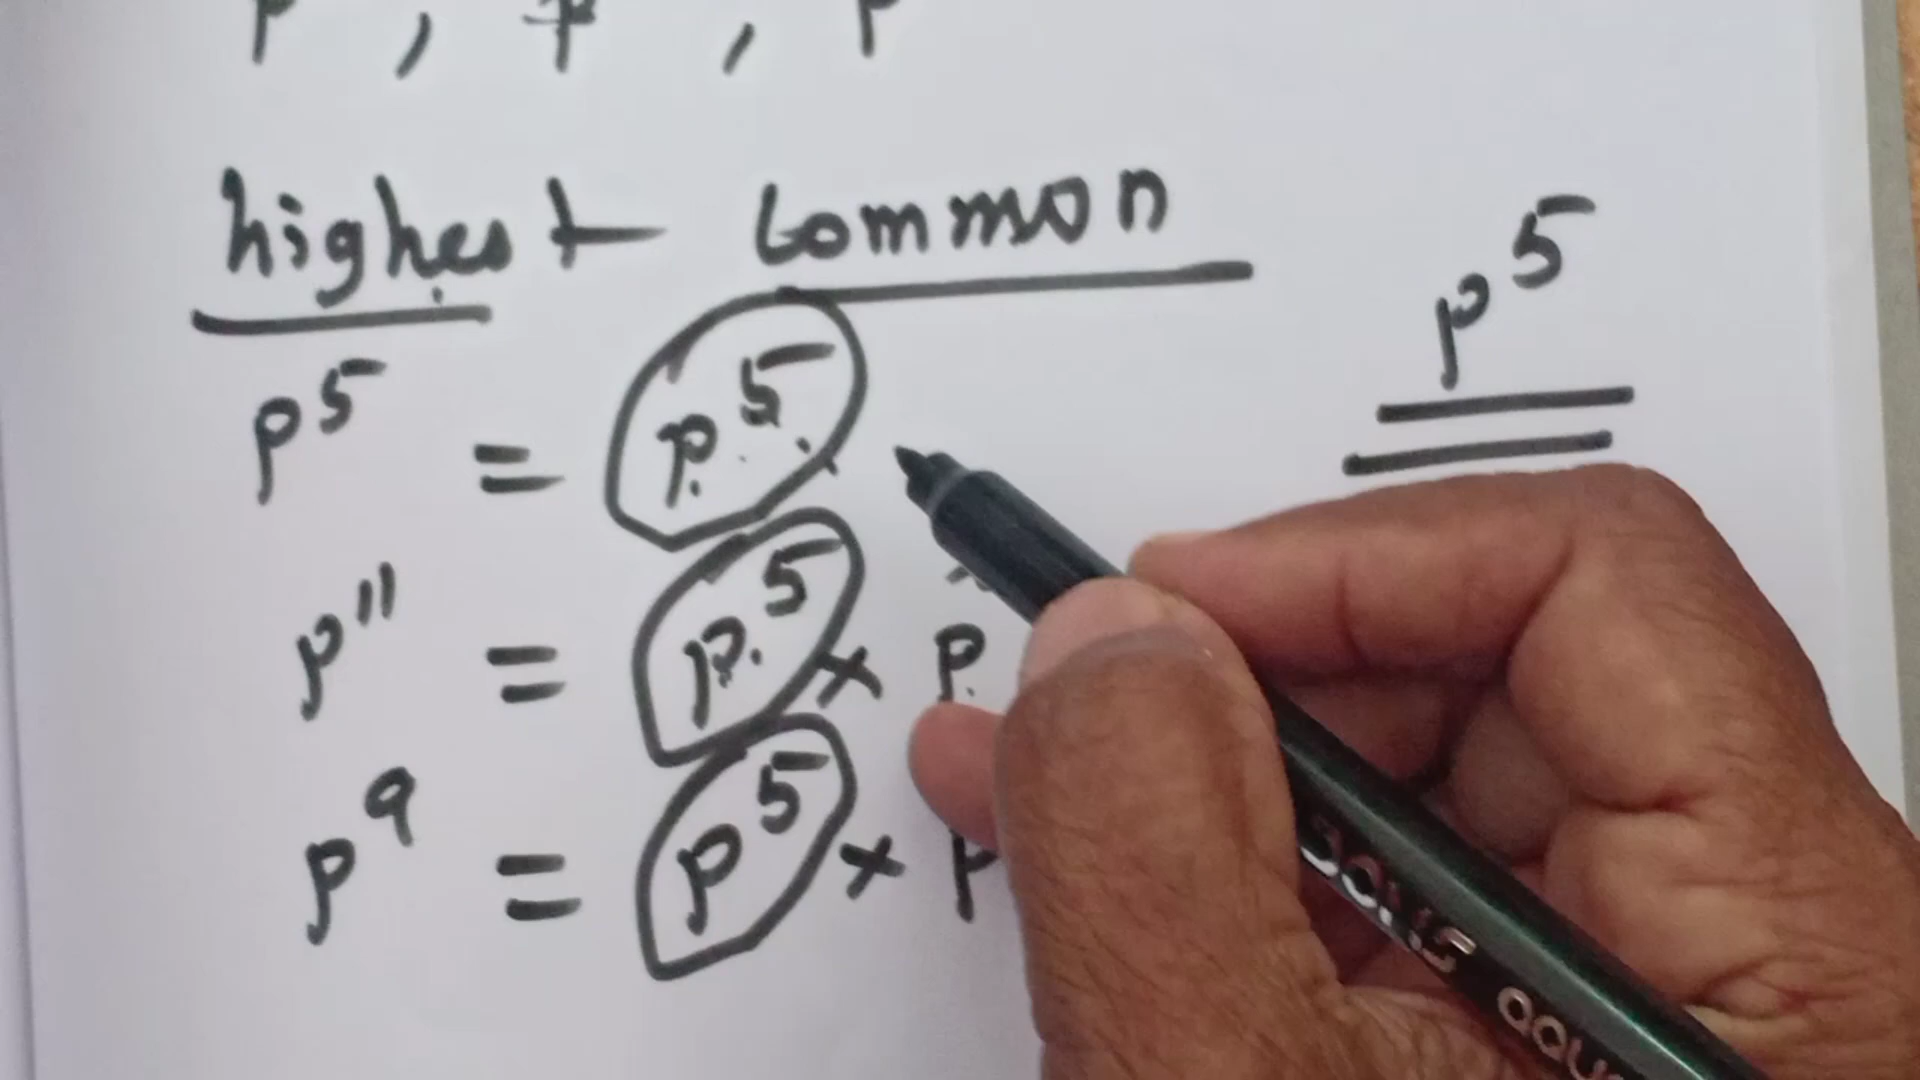 p , p , p
highest common
p⁵ = p⁵
p¹¹ = p⁵ × p
p⁹ = p⁵ × p
p⁵